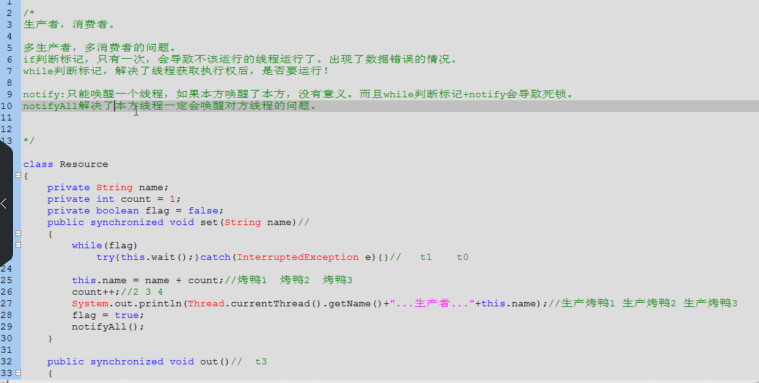 1
2 /*
3 生产者，消费者。
4
5 多生产者，多消费者的问题。
6 if判断标记，只有一次，会导致不该运行的线程运行了。出现了数据错误的情况。
7 while判断标记，解决了线程获取执行权后，是否要运行！
8
9 notify:只能唤醒一个线程，如果本方唤醒了本方，没有意义。而且while判断标记+notify会导致死锁。
10 notifyAll解决了本方线程一定会唤醒对方线程的问题。
11
12
13 */
class Resource
{
private String name;
private int count = 1;
private boolean flag = false;
public synchronized void set(String name)//
{
while(flag)
try{this.wait();}catch(InterruptedException e){}// t1 t0
24
25 this.name = name + count;//烤鸭1 烤鸭2 烤鸭3
26 count++;//2 3 4
27 System.out.println(Thread.currentThread().getName()+"...生产者..."+this.name);//生产烤鸭1 生产烤鸭2 生产烤鸭3
28 flag = true;
29 notifyAll();
30 }
31
32 public synchronized void out()// t3
33 {